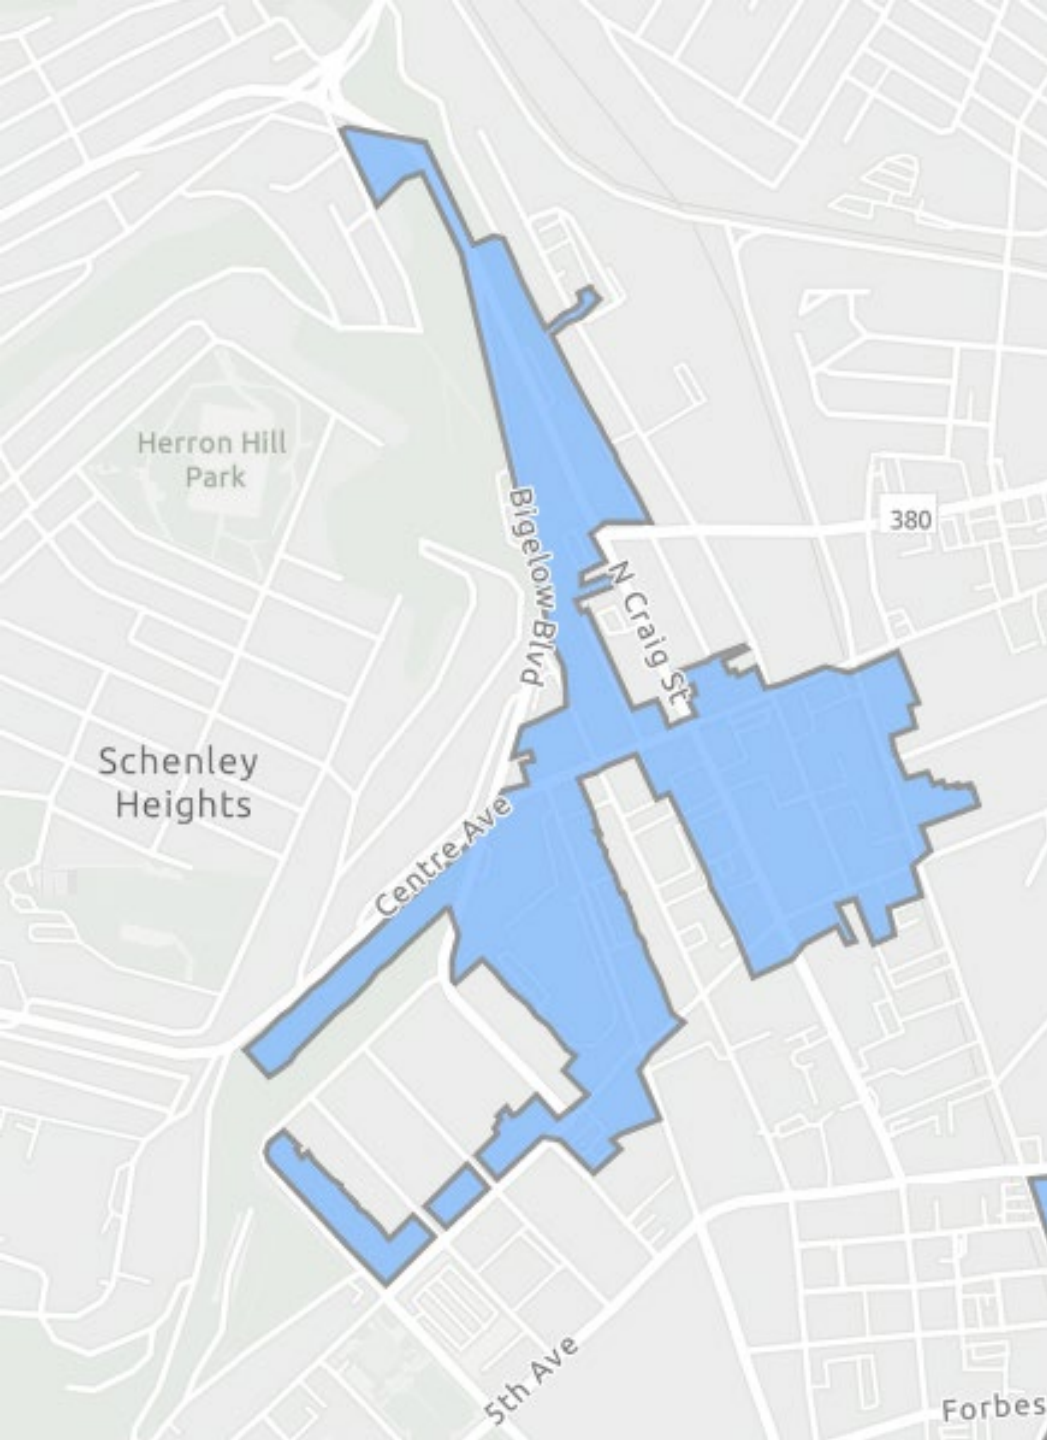 Herron Hill
Park
Bigelow Blvd
380
N Craig St
Schenley
Heights
Centre Ave
5th Ave
Forbes